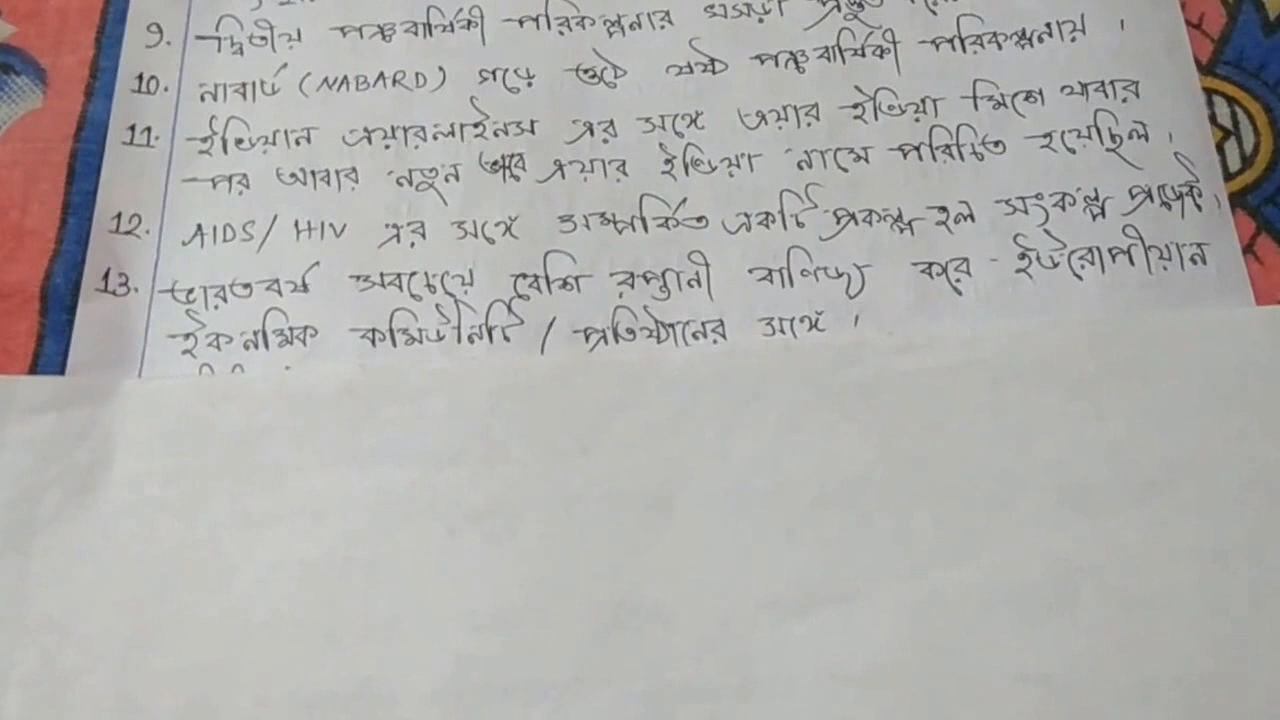 9. দ্বিতীয় পঞ্চবার্ষিকী পরিকল্পনার খসড়া প্রস্তুত
10. নাবার্ড (NABARD) গড়ে ওঠে ষষ্ঠ পঞ্চবার্ষিকী পরিকল্পনায়।
11. ইন্ডিয়ান এয়ারলাইনস এর সঙ্গে এয়ার ইন্ডিয়া মিশে যাবার
পর আবার নতুন ভাবে এয়ার ইন্ডিয়া নামে পরিচিত হয়েছিল।
12. AIDS/HIV এর সঙ্গে সম্পর্কিত একটি প্রকল্প হল সংকল্প প্রজেক্ট।
13. ভারতবর্ষ সবচেয়ে বেশি রপ্তানী বাণিজ্য করে ইউরোপীয়ান
ইকনমিক কমিউনিটি / প্রতিষ্ঠানের সঙ্গে।